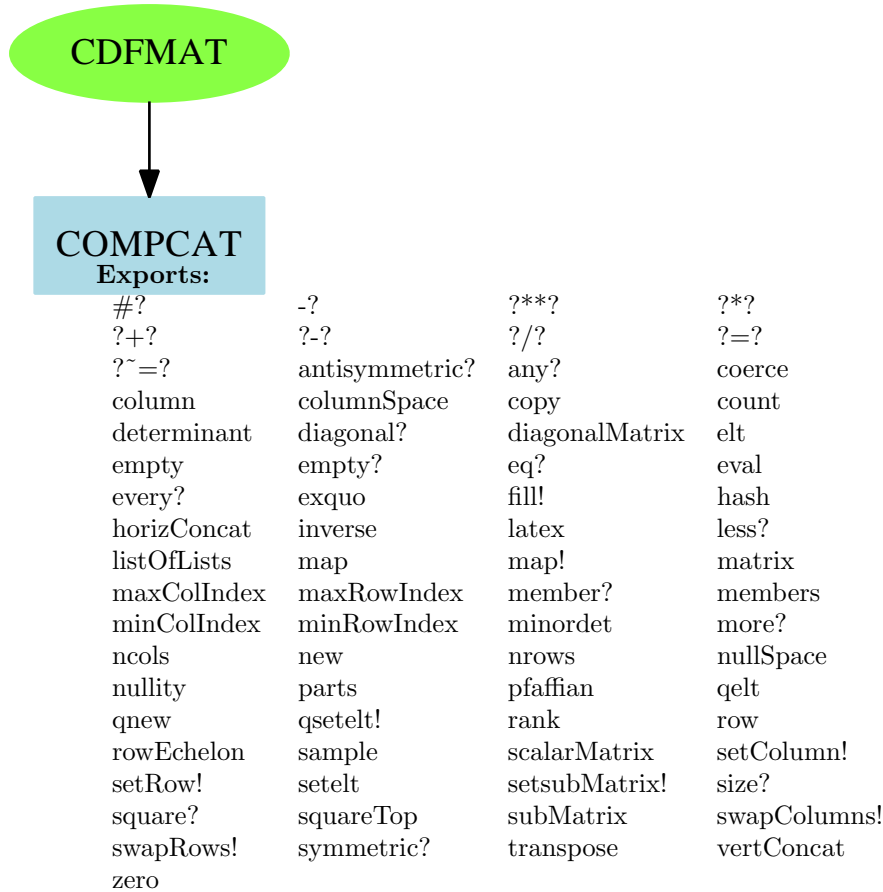 CDFMAT
COMPCAT
Exports:
#? -? ?**? ?*?
?+? ?-? ?/? ?=?
?~=? antisymmetric? any? coerce
column columnSpace copy count
determinant diagonal? diagonalMatrix elt
empty empty? eq? eval
every? exquo fill! hash
horizConcat inverse latex less?
listOfLists map map! matrix
maxColIndex maxRowIndex member? members
minColIndex minRowIndex minordet more?
ncols new nrows nullSpace
nullity parts pfaffian qelt
qnew qsetelt! rank row
rowEchelon sample scalarMatrix setColumn!
setRow! setelt setsubMatrix! size?
square? squareTop subMatrix swapColumns!
swapRows! symmetric? transpose vertConcat
zero